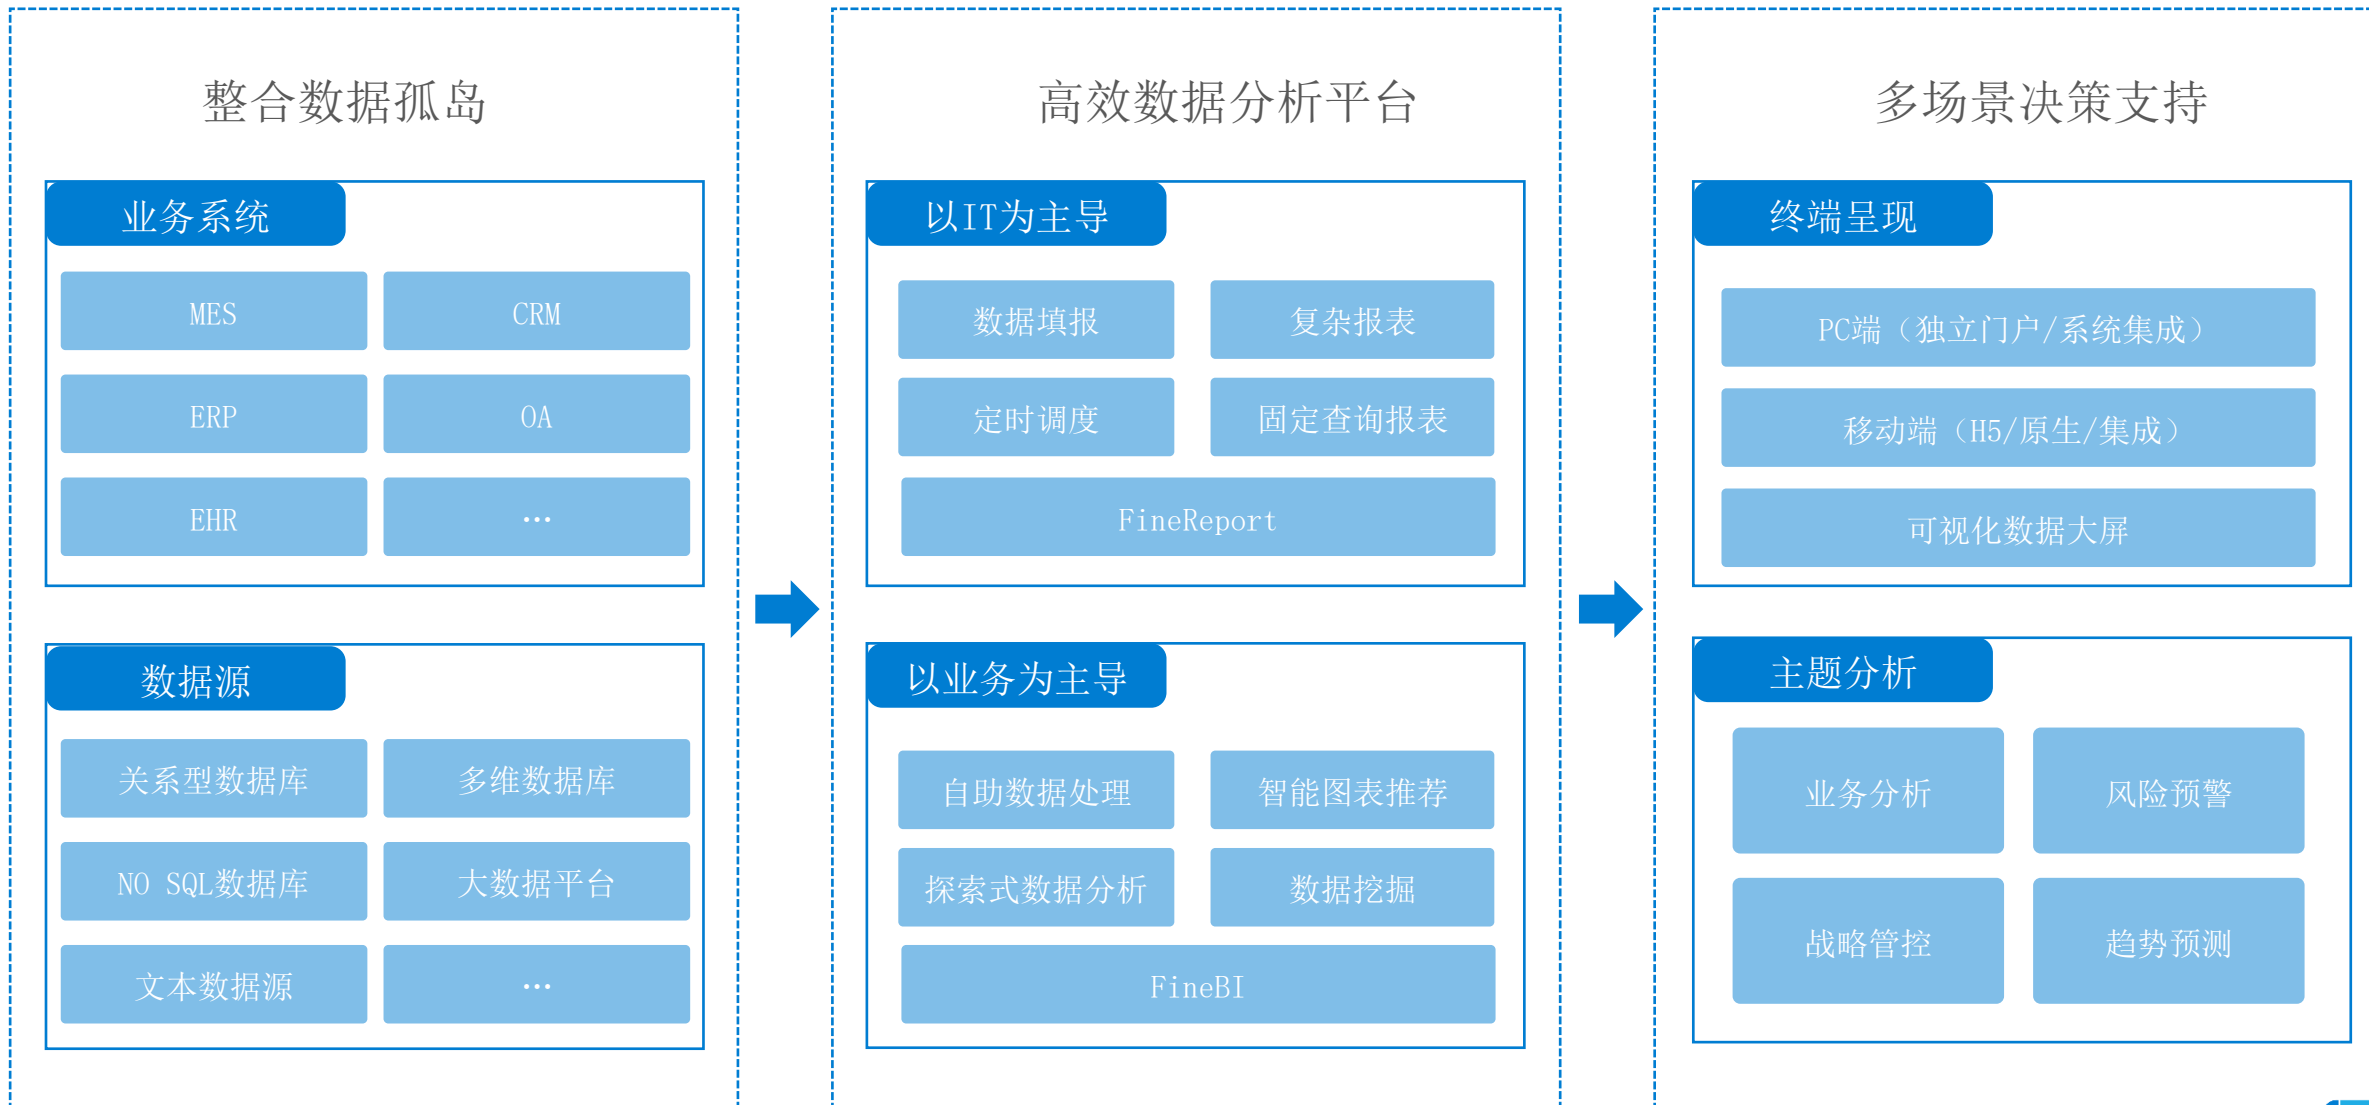 整合数据孤岛
业务系统
MES
CRM
ERP
OA
EHR
…
数据源
关系型数据库
多维数据库
NO SQL数据库
大数据平台
文本数据源
…
高效数据分析平台
以IT为主导
数据填报
复杂报表
定时调度
固定查询报表
FineReport
以业务为主导
自助数据处理
智能图表推荐
探索式数据分析
数据挖掘
FineBI
多场景决策支持
终端呈现
PC端（独立门户/系统集成）
移动端（H5/原生/集成）
可视化数据大屏
主题分析
业务分析
风险预警
战略管控
趋势预测